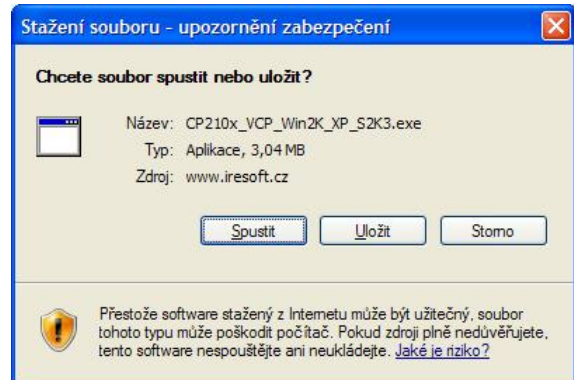 Stažení souboru - upozornění zabezpečení
Chcete soubor spustit nebo uložit?
Název: CP210x_VCP_Win2K_XP_S2K3.exe
Typ: Aplikace, 3,04 MB
Zdroj: www.iresoft.cz
Spustit Uložit Storno
Přestože software stažený z Internetu může být užitečný, soubor
tohoto typu může poškodit počítač. Pokud zdroji plně nedůvěřujete,
tento software nespouštějte ani neukládejte. Jaké je riziko?